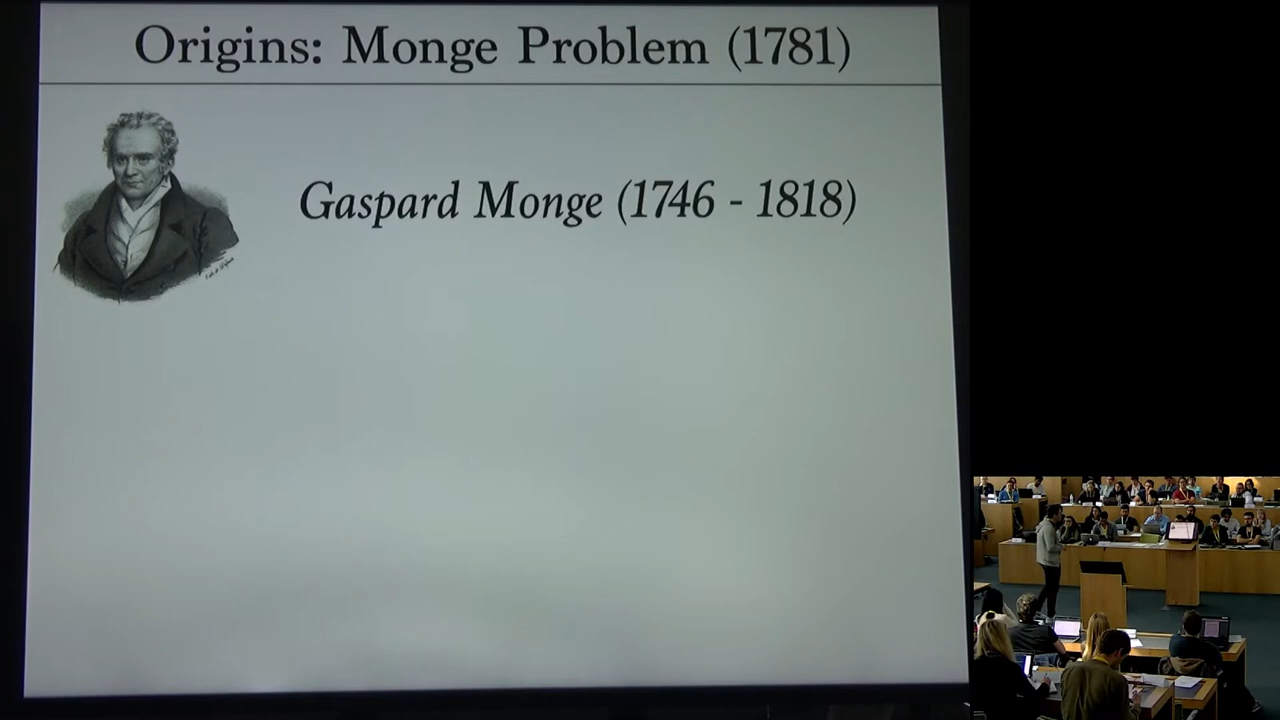 Origins: Monge Problem (1781)
Gaspard Monge (1746 - 1818)